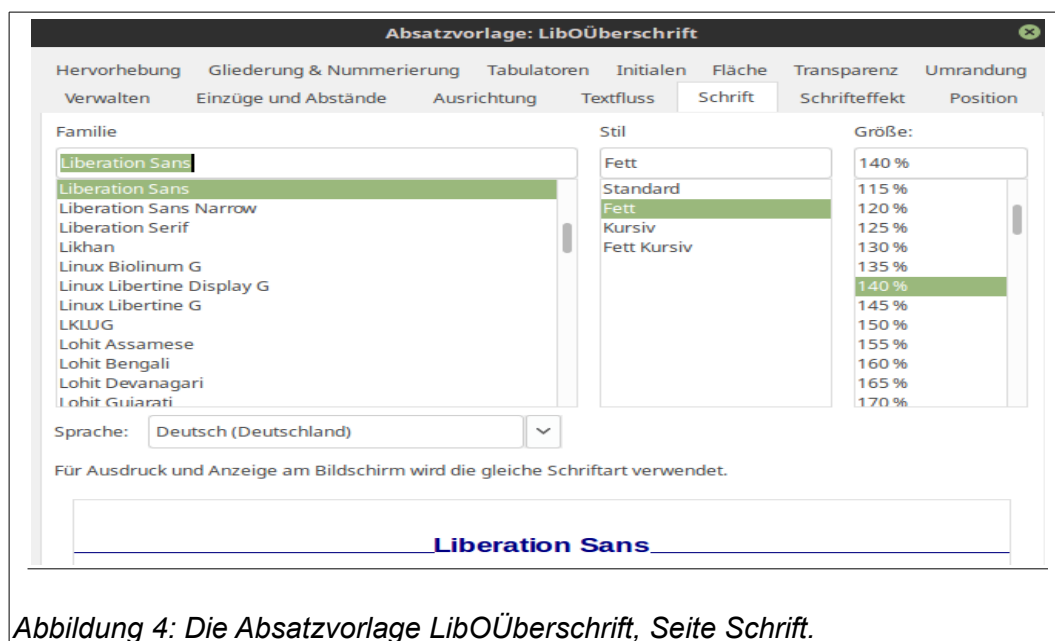 Absatzvorlage: LibOÜberschrift
Hervorhebung Gliederung & Nummerierung Tabulatoren Initialen Fläche Transparenz Umrandung
Verwalten Einzüge und Abstände Ausrichtung Textfluss Schrift Schrifteffekt Position
Familie Stil Größe:
Liberation Sans Fett 140 %
Liberation Sans Standard 115 %
Liberation Sans Narrow Fett 120 %
Liberation Serif Kursiv 125 %
Likhan Fett Kursiv 130 %
Linux Biolinum G 135 %
Linux Libertine Display G 140 %
Linux Libertine G 145 %
LKLUG 150 %
Lohit Assamese 155 %
Lohit Bengali 160 %
Lohit Devanagari 165 %
Lohit Gujarati 170 %
Sprache: Deutsch (Deutschland)
Für Ausdruck und Anzeige am Bildschirm wird die gleiche Schriftart verwendet.
Liberation Sans
Abbildung 4: Die Absatzvorlage LibOÜberschrift, Seite Schrift.